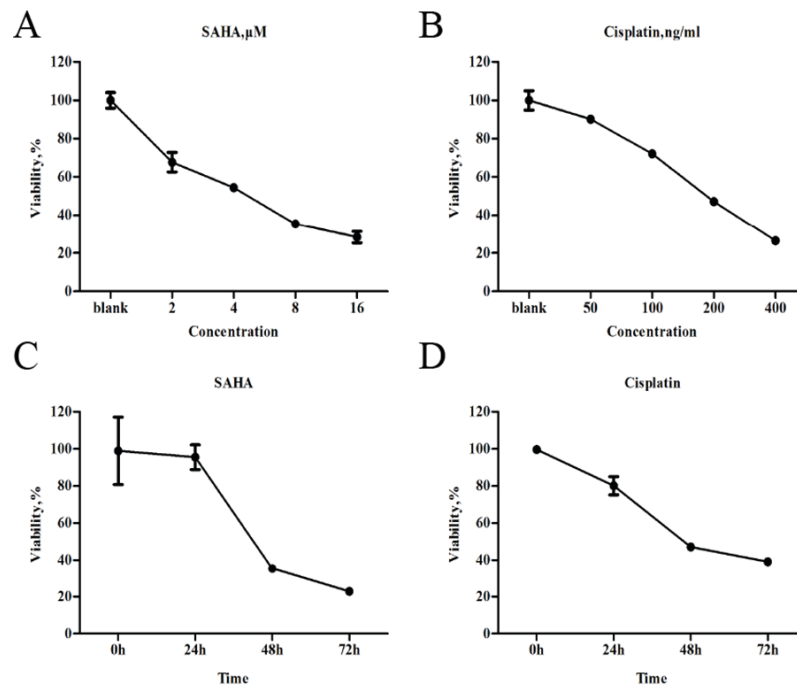 A
SAHA,µM
Viability,%
120
100
80
60
40
20
0
blank 2 4 8 16
Concentration
B
Cisplatin,ng/ml
Viability,%
120
100
80
60
40
20
0
blank 50 100 200 400
Concentration
C
SAHA
Viability,%
120
100
80
60
40
20
0
0h 24h 48h 72h
Time
D
Cisplatin
Viability,%
120
100
80
60
40
20
0
0h 24h 48h 72h
Time